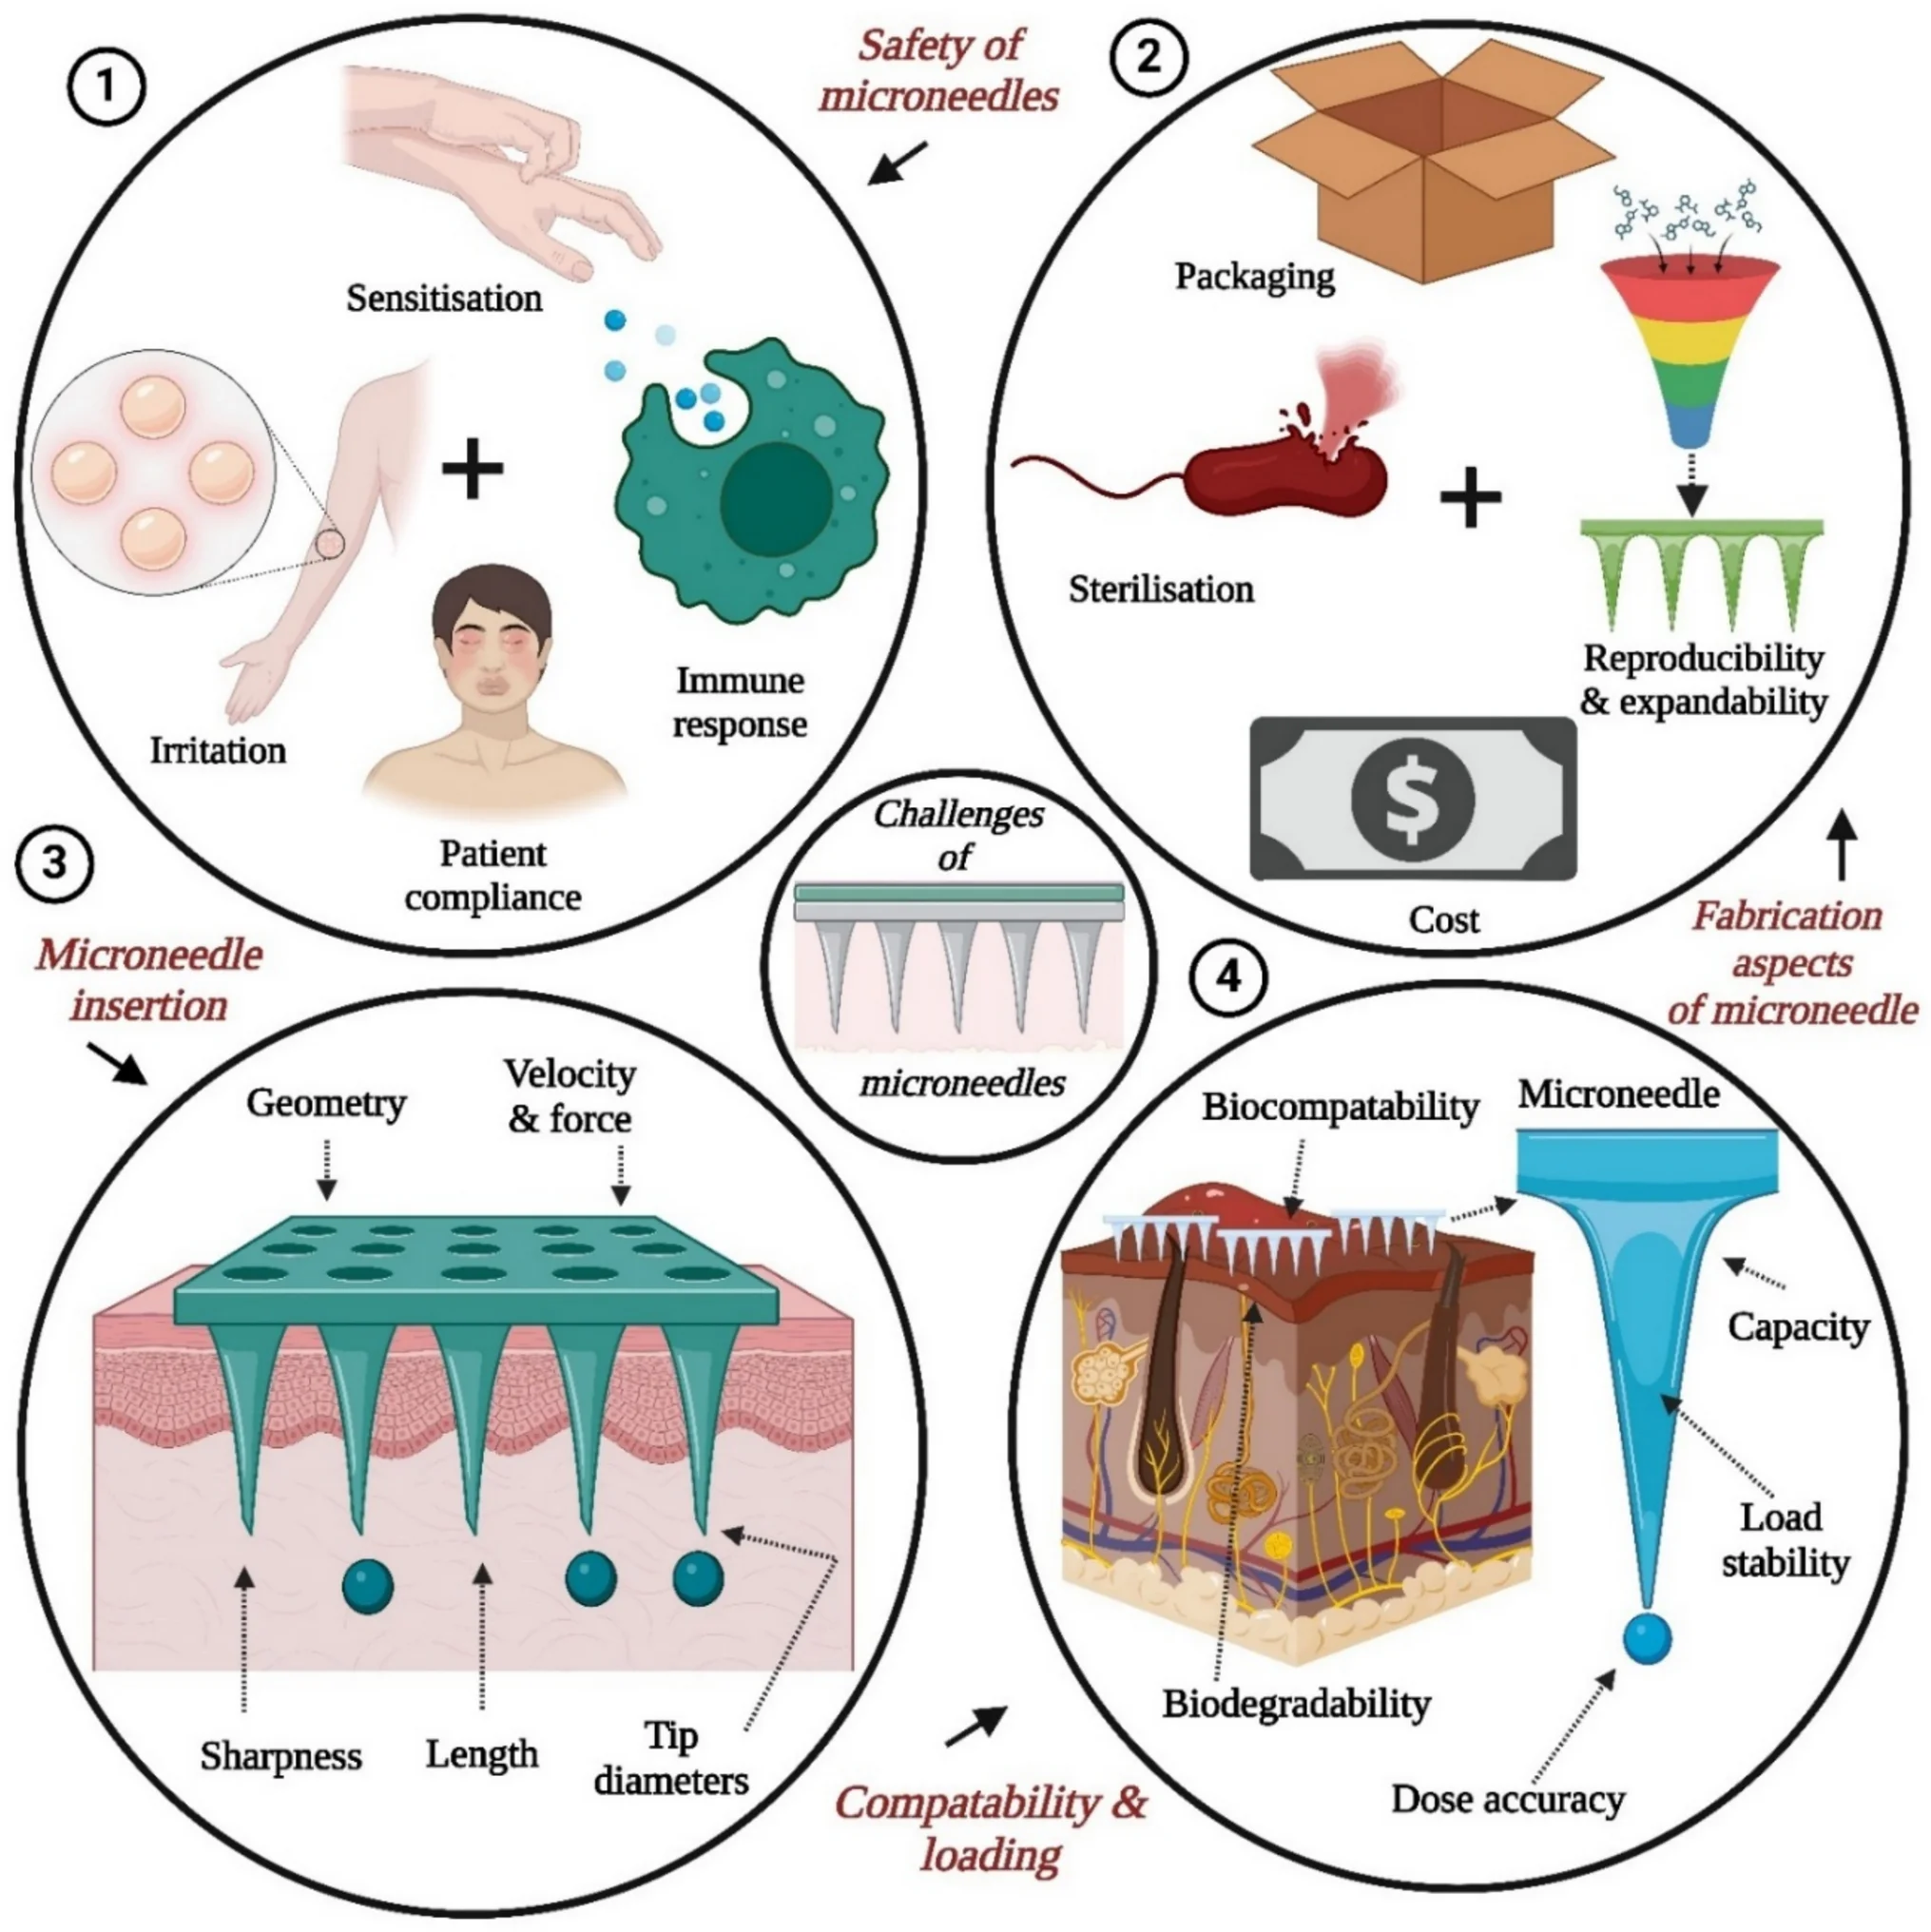 1
Safety of
microneedles
Sensitisation
Irritation
Immune
response
Patient
compliance
2
Packaging
Sterilisation
Reproducibility
& expandability
Cost
Fabrication
aspects
of microneedle
Challenges
of
microneedles
3
Microneedle
insertion
Geometry
Velocity
& force
Sharpness
Length
Tip
diameters
4
Compatability &
loading
Biocompatability
Microneedle
Capacity
Load
stability
Biodegradability
Dose accuracy
$